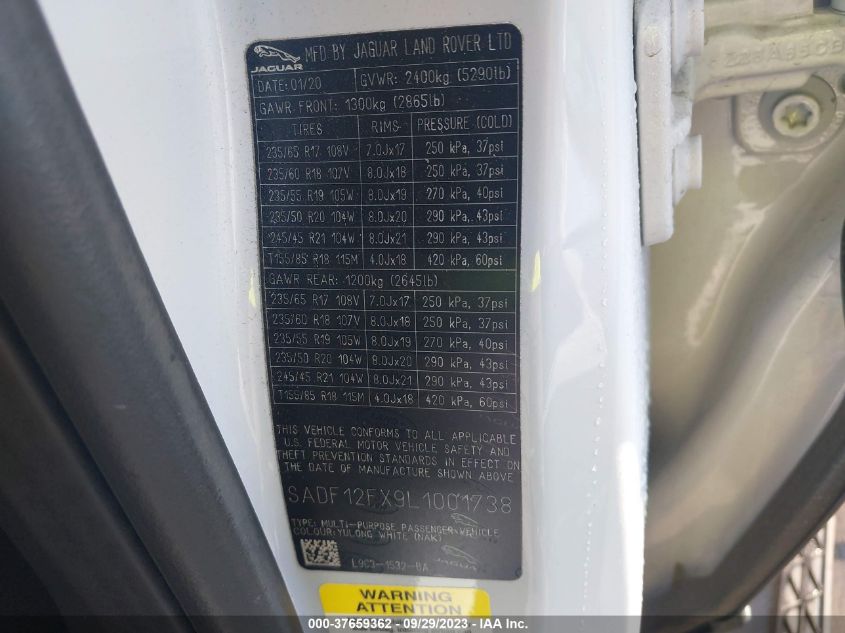 JAGUAR
MFD BY JAGUAR LAND ROVER LTD
DATE: 01/20 GVWR: 2400kg (5290lb)
GAWR FRONT: 1300kg (2865lb)
TIRES RIMS PRESSURE (COLD)
235/65 R17 108V 7.0Jx17 250 kPa, 37psi
235/60 R18 107V 8.0Jx18 250 kPa, 37psi
235/55 R19 105W 8.0Jx19 270 kPa, 40psi
235/50 R20 104W 8.0Jx20 290 kPa, 43psi
245/45 R21 104W 8.0Jx21 290 kPa, 43psi
T155/85 R18 115M 4.0Jx18 420 kPa, 60psi
GAWR REAR: 1200kg (2645lb)
235/65 R17 108V 7.0Jx17 250 kPa, 37psi
235/60 R18 107V 8.0Jx18 250 kPa, 37psi
235/55 R19 105W 8.0Jx19 270 kPa, 40psi
235/50 R20 104W 8.0Jx20 290 kPa, 43psi
245/45 R21 104W 8.0Jx21 290 kPa, 43psi
T155/85 R18 115M 4.0Jx18 420 kPa, 60psi
THIS VEHICLE CONFORMS TO ALL APPLICABLE
U.S. FEDERAL MOTOR VEHICLE SAFETY AND
THEFT PREVENTION STANDARDS IN EFFECT ON
THE DATE OF MANUFACTURE SHOWN ABOVE
SADF12FX9L1001738
TYPE: MULTI-PURPOSE PASSENGER VEHICLE
COLOUR: YULONG WHITE (NAK)
L9C3-1532-BA
JAGUAR
WARNING
ATTENTION
000-37659362 - 09/29/2023 - IAA Inc.